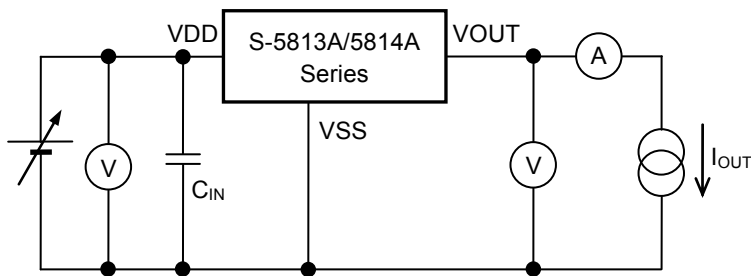 VDD
S-5813A/5814A
Series
VOUT
A
VSS
V
CIN
V
IOUT